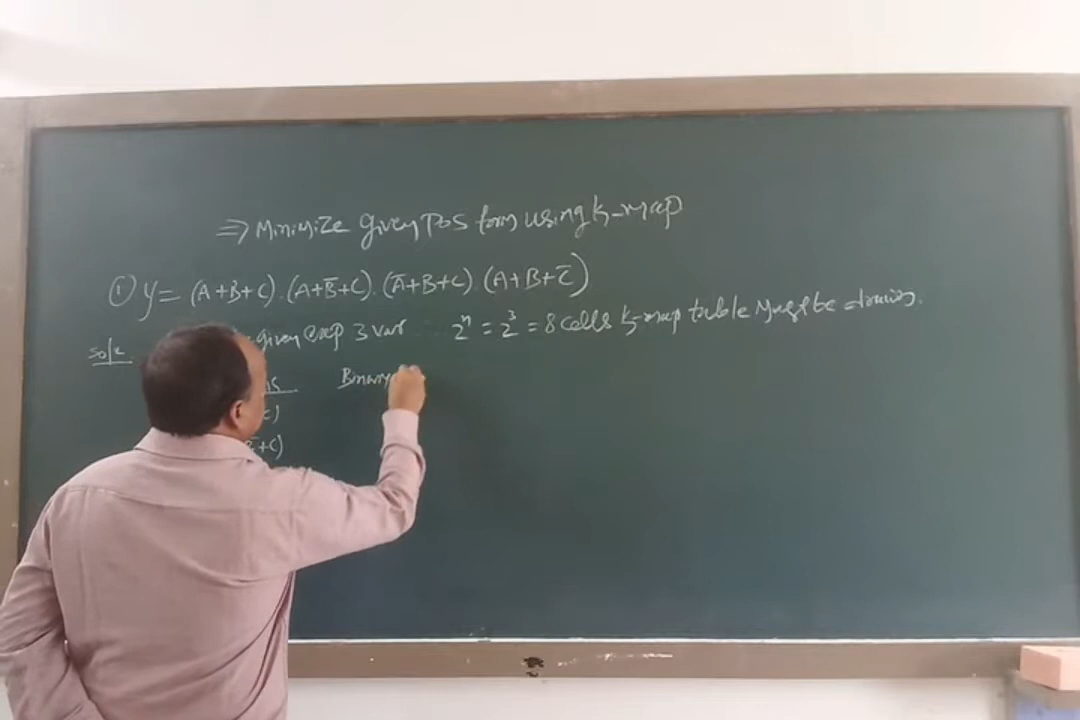 ⇒ Minimize given POS form using K-map
① Y = (A+B+C).(A+B̅+C).(A̅+B+C).(A+B+C̅)
given exp 3 var ∴ 2ⁿ = 2³ = 8 cells K-map table must be drawn.
Binary
C)
B̅+C)